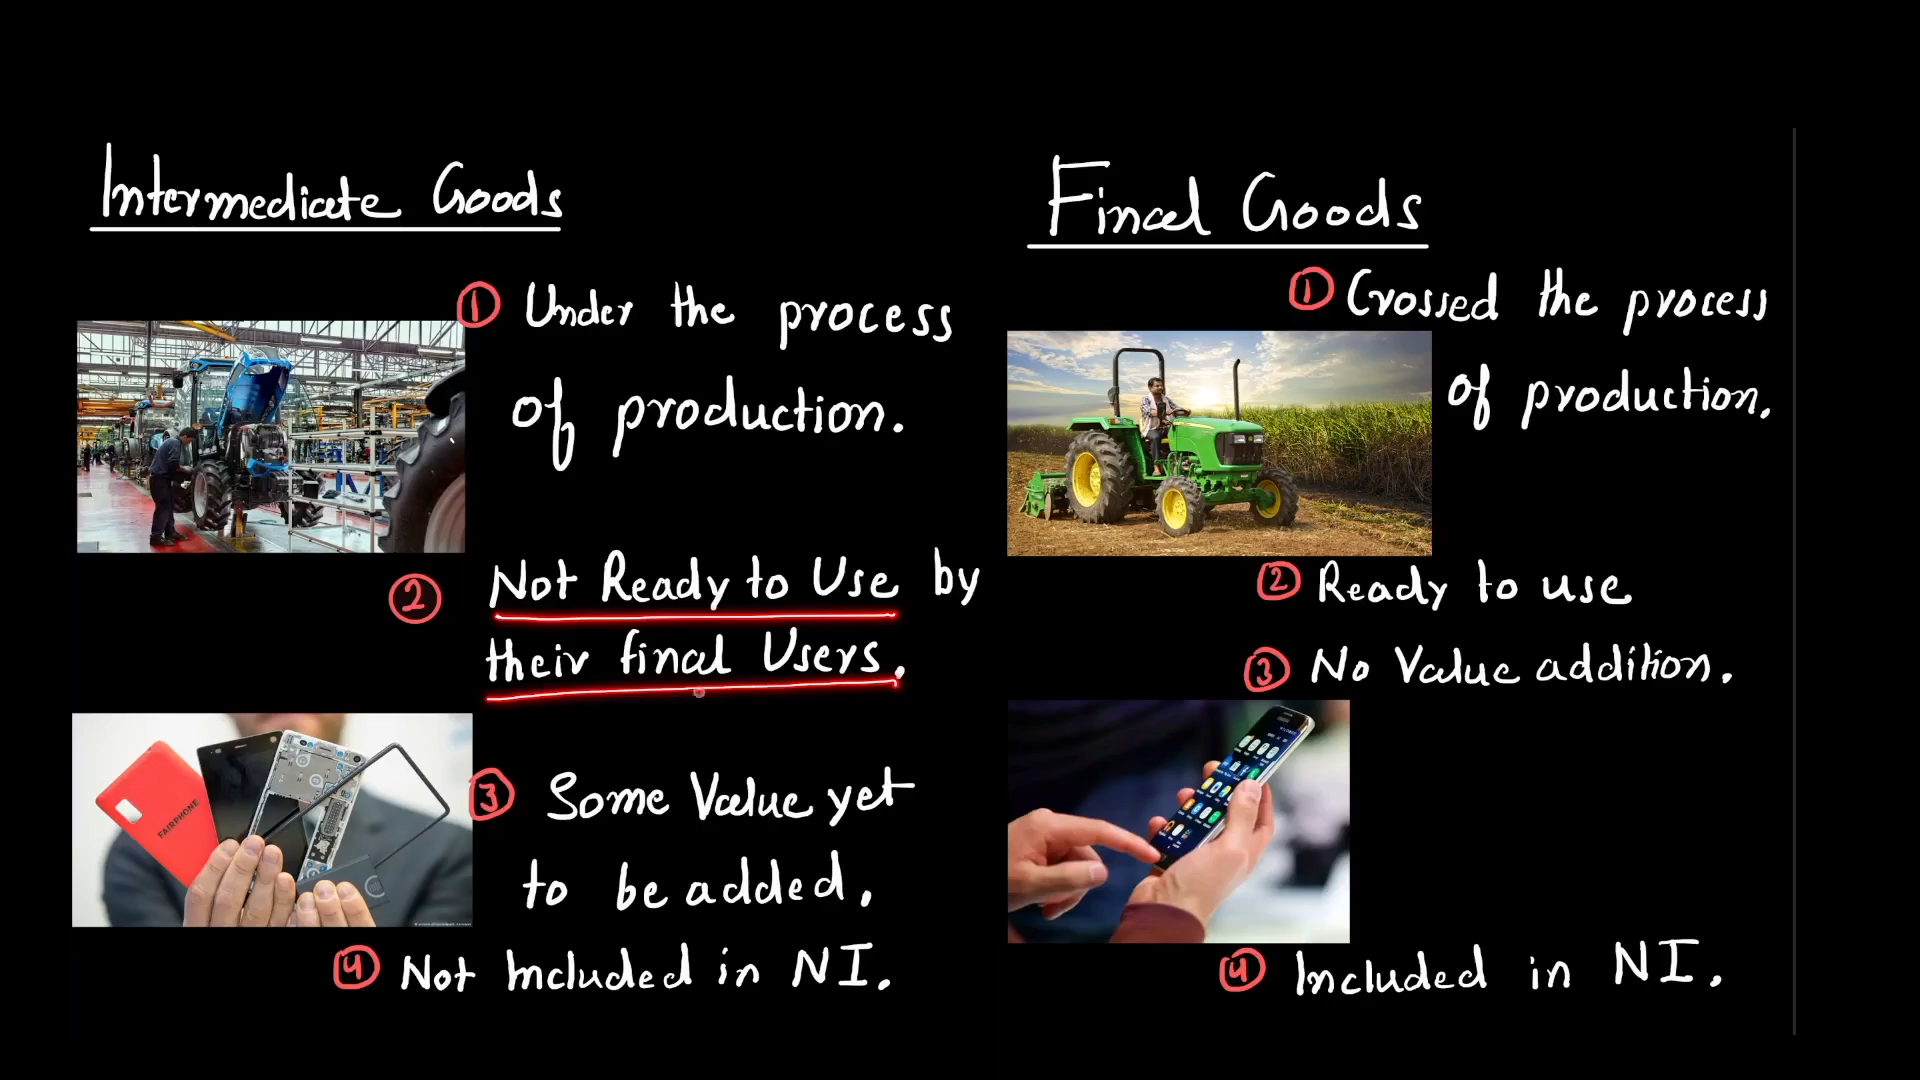 Intermediate Goods
① Under the process
of production.
② Not Ready to Use by
their final Users.
FAIRPHONE
③ Some Value yet
to be added.
④ Not Included in NI.
Final Goods
① Crossed the process
of production.
② Ready to use
③ No Value addition.
④ Included in NI.